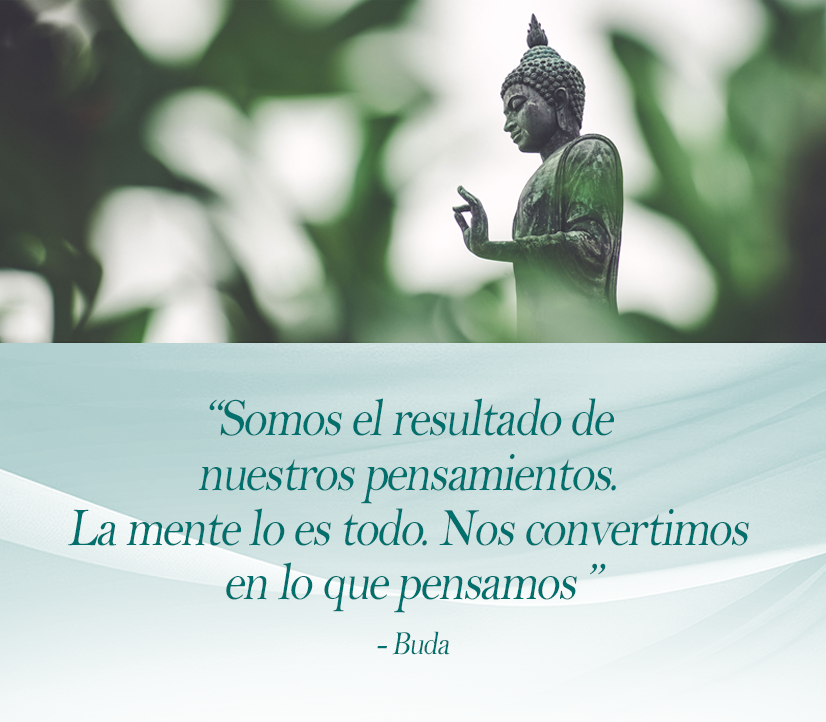 “Somos el resultado de
nuestros pensamientos.
La mente lo es todo. Nos convertimos
en lo que pensamos ”
- Buda